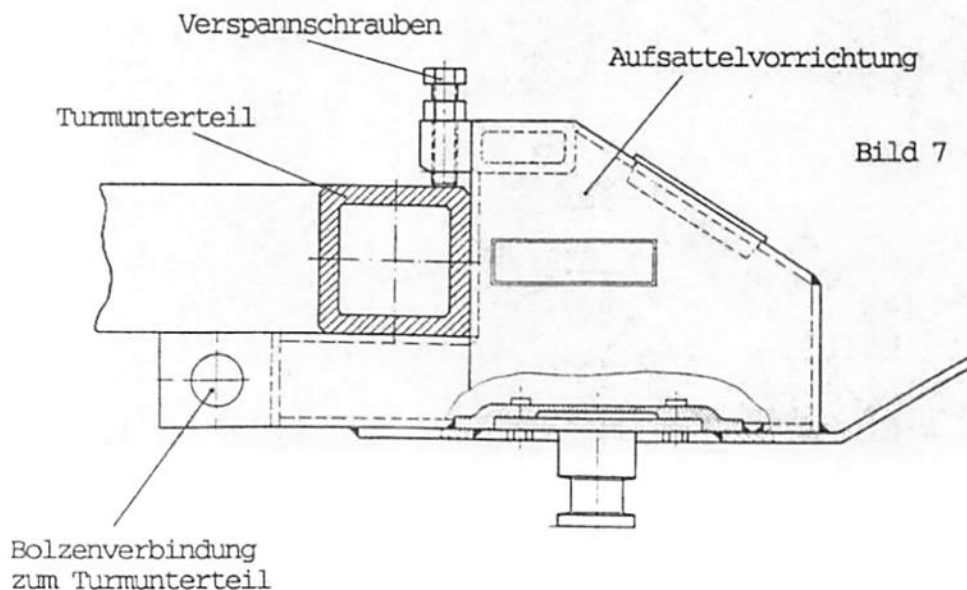 Verspannschrauben
Aufsattelvorrichtung
Turmunterteil
Bild 7
Bolzenverbindung
zum Turmunterteil